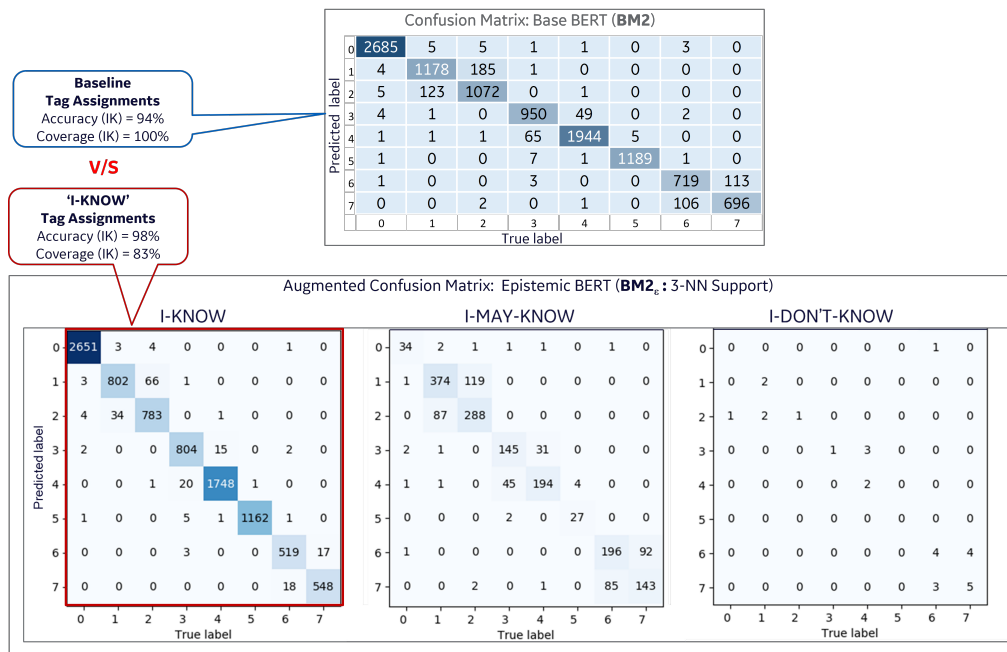 Confusion Matrix: Base BERT (BM2)
Predicted label
0 2685 5 5 1 1 0 3 0
1 4 1178 185 1 0 0 0 0
2 5 123 1072 0 1 0 0 0
3 4 1 0 950 49 0 2 0
4 1 1 1 65 1944 5 0 0
5 1 0 0 7 1 1189 1 0
6 1 0 0 3 0 0 719 113
7 0 0 2 0 1 0 106 696
0 1 2 3 4 5 6 7
True label
Baseline
Tag Assignments
Accuracy (IK) = 94%
Coverage (IK) = 100%
V/S
‘I-KNOW’
Tag Assignments
Accuracy (IK) = 98%
Coverage (IK) = 83%
Augmented Confusion Matrix: Epistemic BERT (BM2ε : 3-NN Support)
I-KNOW
Predicted label
0 2651 3 4 0 0 0 1 0
1 3 802 66 1 0 0 0 0
2 4 34 783 0 1 0 0 0
3 2 0 0 804 15 0 2 0
4 0 0 1 20 1748 1 0 0
5 1 0 0 5 1 1162 1 0
6 0 0 0 3 0 0 519 17
7 0 0 0 0 0 0 18 548
0 1 2 3 4 5 6 7
True label
I-MAY-KNOW
0 34 2 1 1 1 0 1 0
1 1 374 119 0 0 0 0 0
2 0 87 288 0 0 0 0 0
3 2 1 0 145 31 0 0 0
4 1 1 0 45 194 4 0 0
5 0 0 0 2 0 27 0 0
6 1 0 0 0 0 0 196 92
7 0 0 2 0 1 0 85 143
0 1 2 3 4 5 6 7
True label
I-DON’T-KNOW
0 0 0 0 0 0 0 1 0
1 0 2 0 0 0 0 0 0
2 1 2 1 0 0 0 0 0
3 0 0 0 1 3 0 0 0
4 0 0 0 0 2 0 0 0
5 0 0 0 0 0 0 0 0
6 0 0 0 0 0 0 4 4
7 0 0 0 0 0 0 3 5
0 1 2 3 4 5 6 7
True label